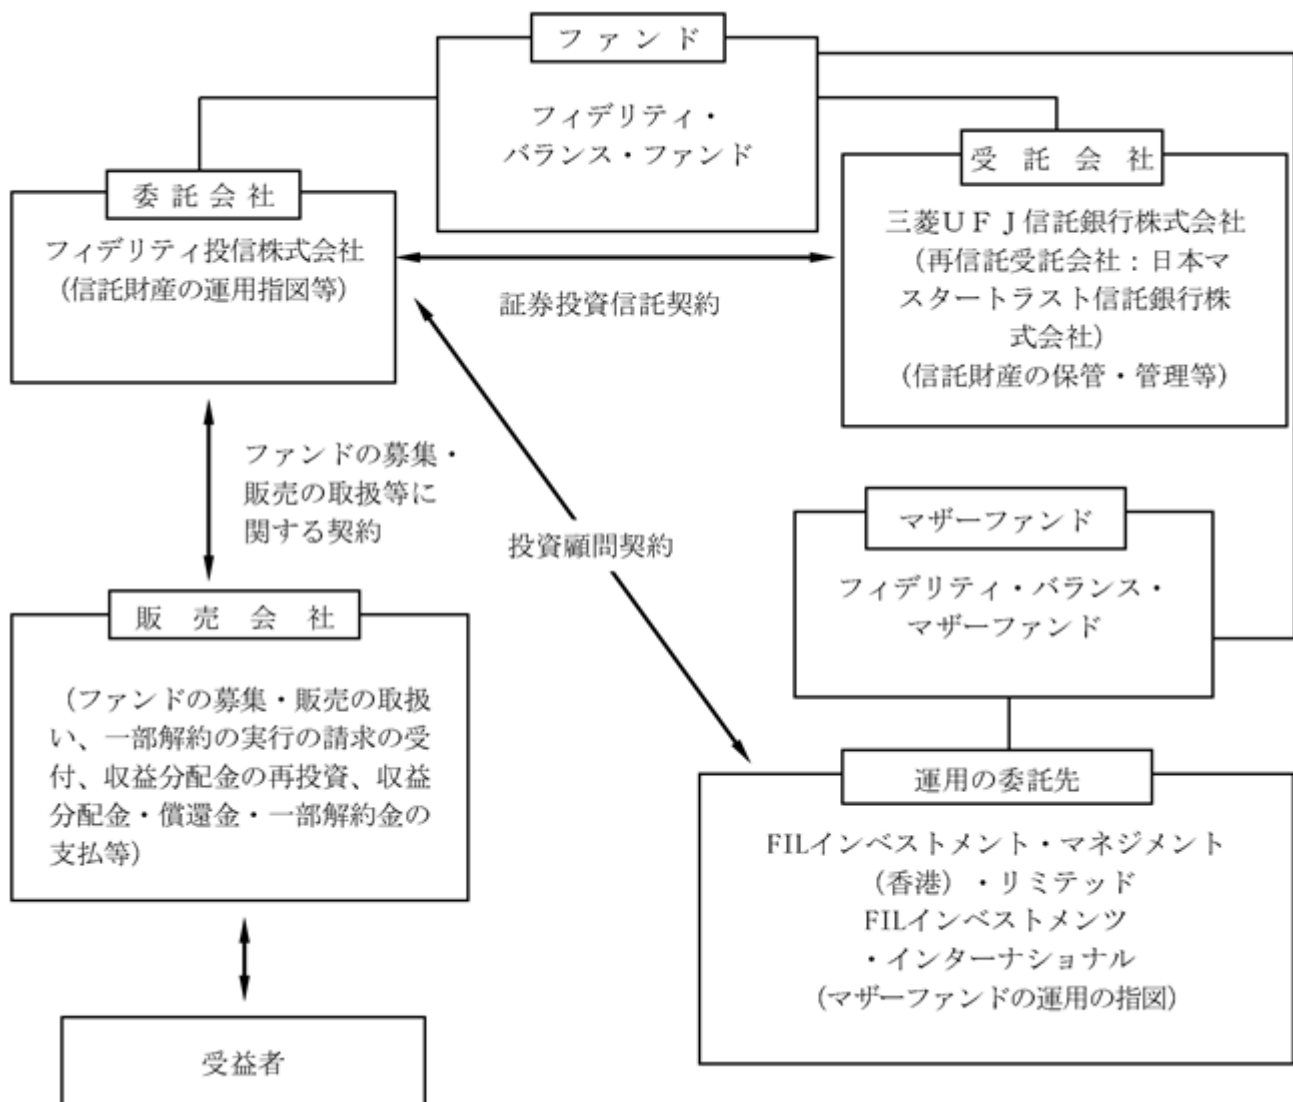 ファンド
フィデリティ・
バランス・ファンド
委託会社
フィデリティ投信株式会社
（信託財産の運用指図等）
受託会社
三菱ＵＦＪ信託銀行株式会社
（再信託受託会社：日本マ
スタートラスト信託銀行株
式会社）
（信託財産の保管・管理等）
証券投資信託契約
ファンドの募集・
販売の取扱等に
関する契約
投資顧問契約
マザーファンド
フィデリティ・バランス・
マザーファンド
販売会社
（ファンドの募集・販売の取扱
い、一部解約の実行の請求の受
付、収益分配金の再投資、収益
分配金・償還金・一部解約金の
支払等）
運用の委託先
FILインベストメント・マネジメント
（香港）・リミテッド
FILインベストメンツ
・インターナショナル
（マザーファンドの運用の指図）
受益者